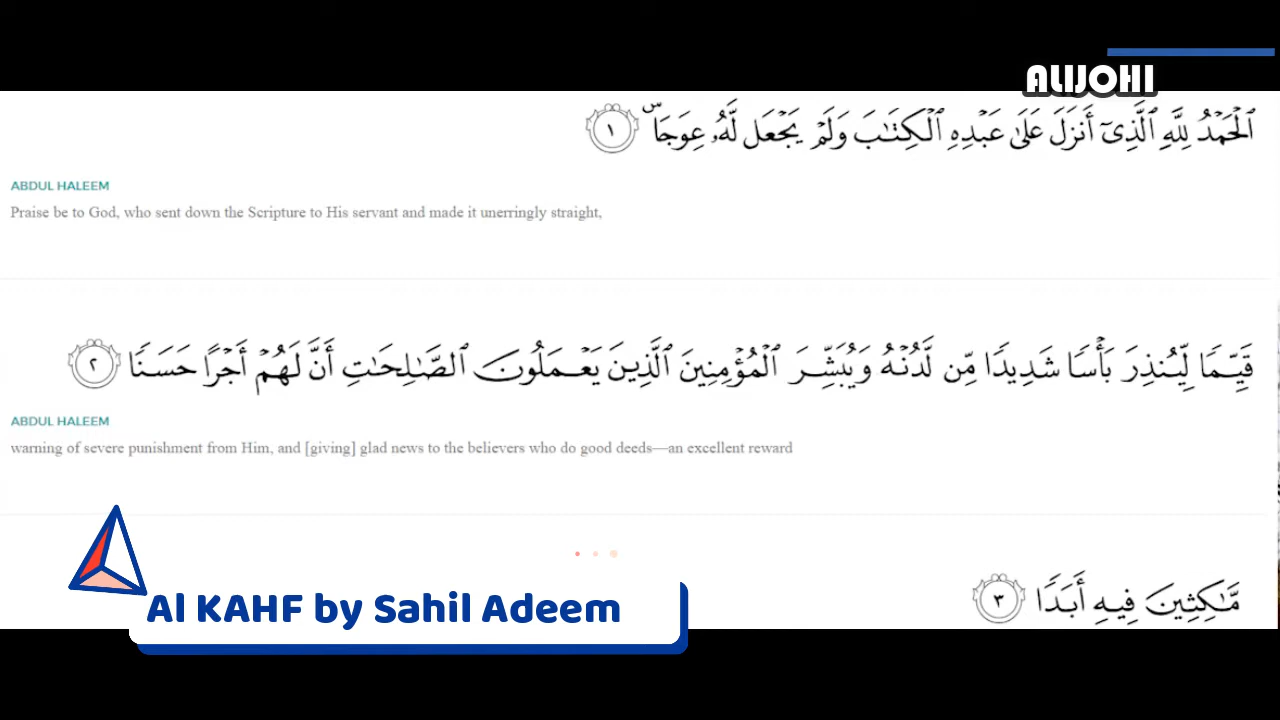 ALIJOHI
ٱلْحَمْدُ لِلَّهِ ٱلَّذِىٓ أَنزَلَ عَلَىٰ عَبْدِهِ ٱلْكِتَـٰبَ وَلَمْ يَجْعَل لَّهُۥ عِوَجَاۜ ١
ABDUL HALEEM
Praise be to God, who sent down the Scripture to His servant and made it unerringly straight,
قَيِّمًا لِّيُنذِرَ بَأْسًا شَدِيدًا مِّن لَّدُنْهُ وَيُبَشِّرَ ٱلْمُؤْمِنِينَ ٱلَّذِينَ يَعْمَلُونَ ٱلصَّـٰلِحَـٰتِ أَنَّ لَهُمْ أَجْرًا حَسَنًا ٢
ABDUL HALEEM
warning of severe punishment from Him, and [giving] glad news to the believers who do good deeds—an excellent reward
مَّـٰكِثِينَ فِيهِ أَبَدًا ٣
Al KAHF by Sahil Adeem